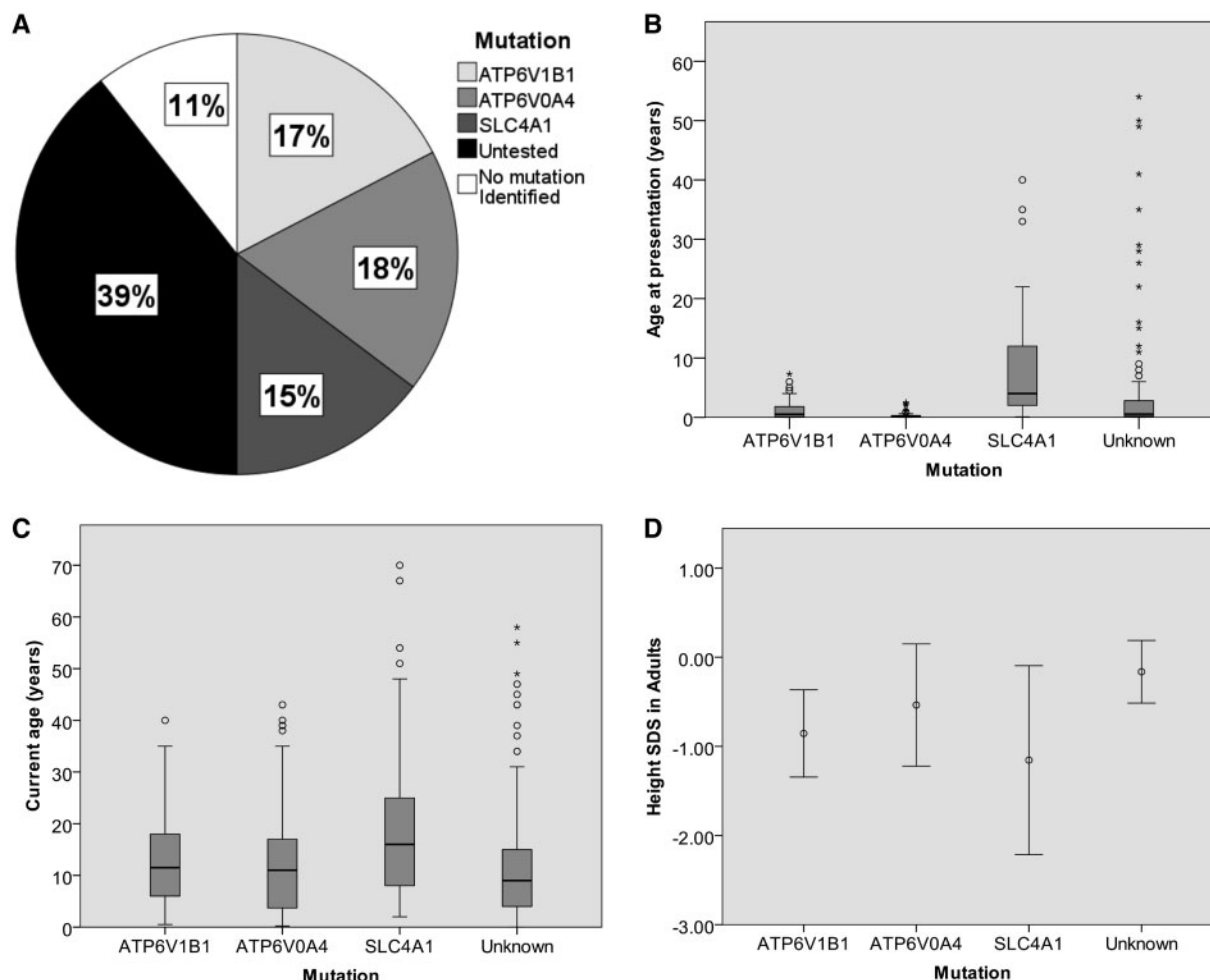 A
Mutation
ATP6V1B1
ATP6V0A4
SLC4A1
Untested
No mutation
Identified
11%
17%
18%
39%
15%
B
Age at presentation (years)
60
50
40
30
20
10
0
ATP6V1B1 ATP6V0A4 SLC4A1 Unknown
Mutation
C
Current age (years)
70
60
50
40
30
20
10
0
ATP6V1B1 ATP6V0A4 SLC4A1 Unknown
Mutation
D
Height SDS in Adults
1.00
0.00
-1.00
-2.00
-3.00
ATP6V1B1 ATP6V0A4 SLC4A1 Unknown
Mutation